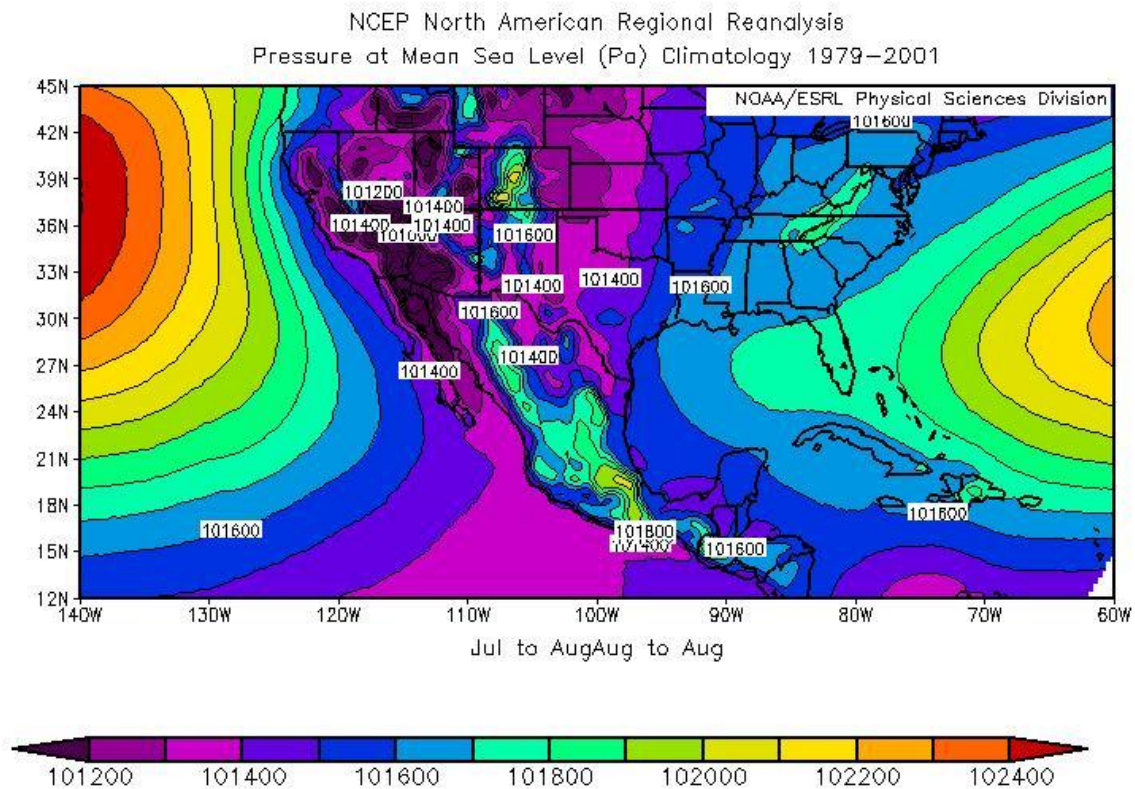 NCEP North American Regional Reanalysis
Pressure at Mean Sea Level (Pa) Climatology 1979-2001
NOAA/ESRL Physical Sciences Division
45N
42N
39N
36N
33N
30N
27N
24N
21N
18N
15N
12N
101600
101200
101400
101400
101400
101600
101400
101400
101600
101600
101400
101400
101600
101800
101600
101600
140W 130W 120W 110W 100W 90W 80W 70W 60W
Jul to AugAug to Aug
101200 101400 101600 101800 102000 102200 102400